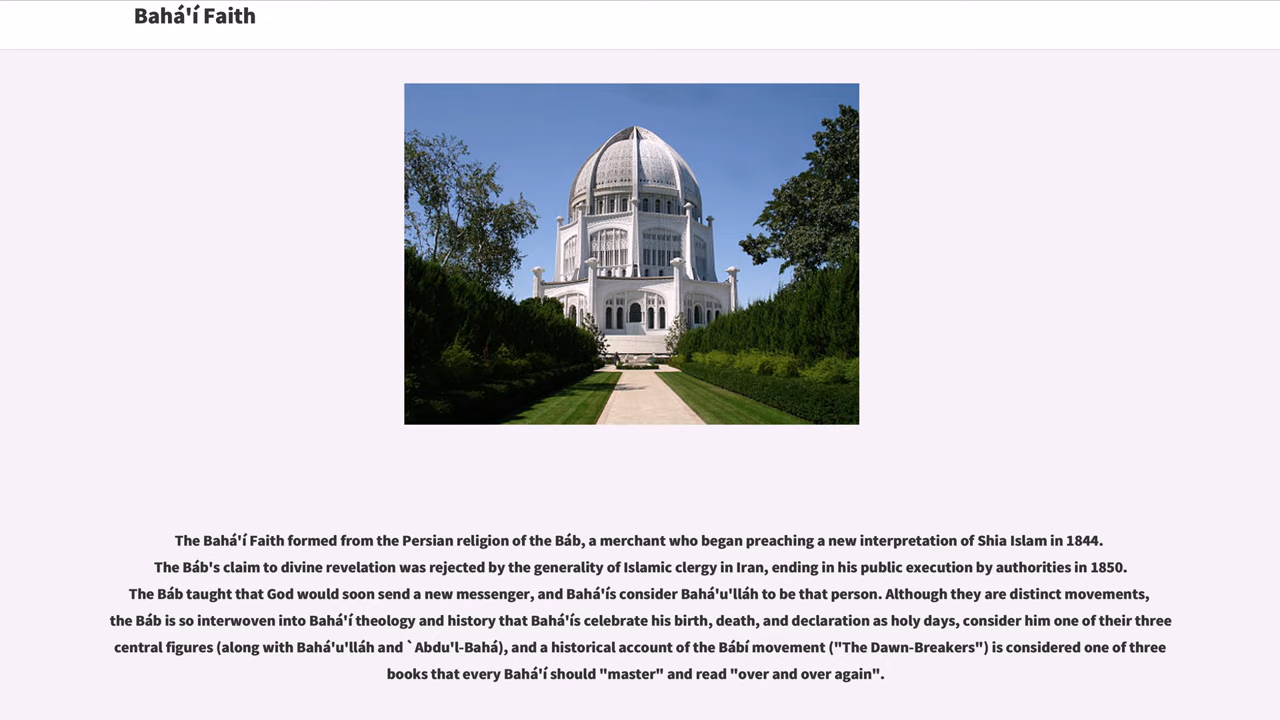 Bahá'í Faith
The Bahá'í Faith formed from the Persian religion of the Báb, a merchant who began preaching a new interpretation of Shia Islam in 1844.
The Báb's claim to divine revelation was rejected by the generality of Islamic clergy in Iran, ending in his public execution by authorities in 1850.
The Báb taught that God would soon send a new messenger, and Bahá'ís consider Bahá'u'lláh to be that person. Although they are distinct movements,
the Báb is so interwoven into Bahá'í theology and history that Bahá'ís celebrate his birth, death, and declaration as holy days, consider him one of their three
central figures (along with Bahá'u'lláh and `Abdu'l-Bahá), and a historical account of the Bábí movement ("The Dawn-Breakers") is considered one of three
books that every Bahá'í should "master" and read "over and over again".